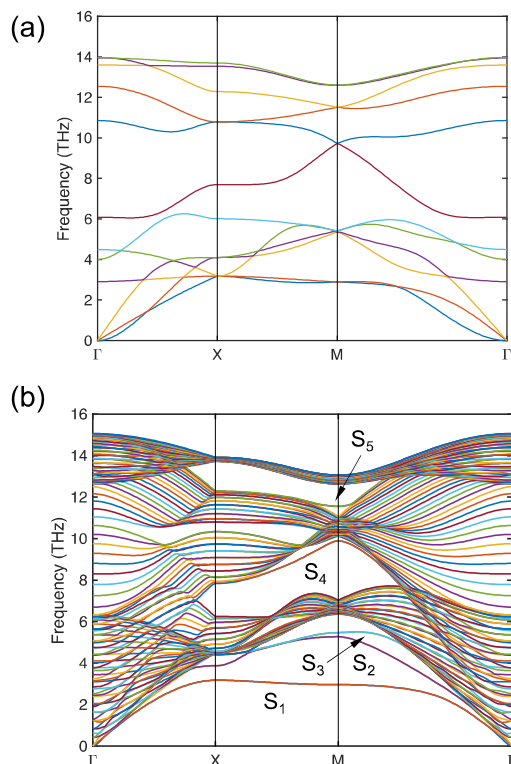 (a)
16
14
12
10
8
6
4
2
0
Frequency (THz)
Γ X M Γ
(b)
16
14
12
10
8
6
4
2
0
Frequency (THz)
S5
S4
S3 S2
S1
Γ X M Γ